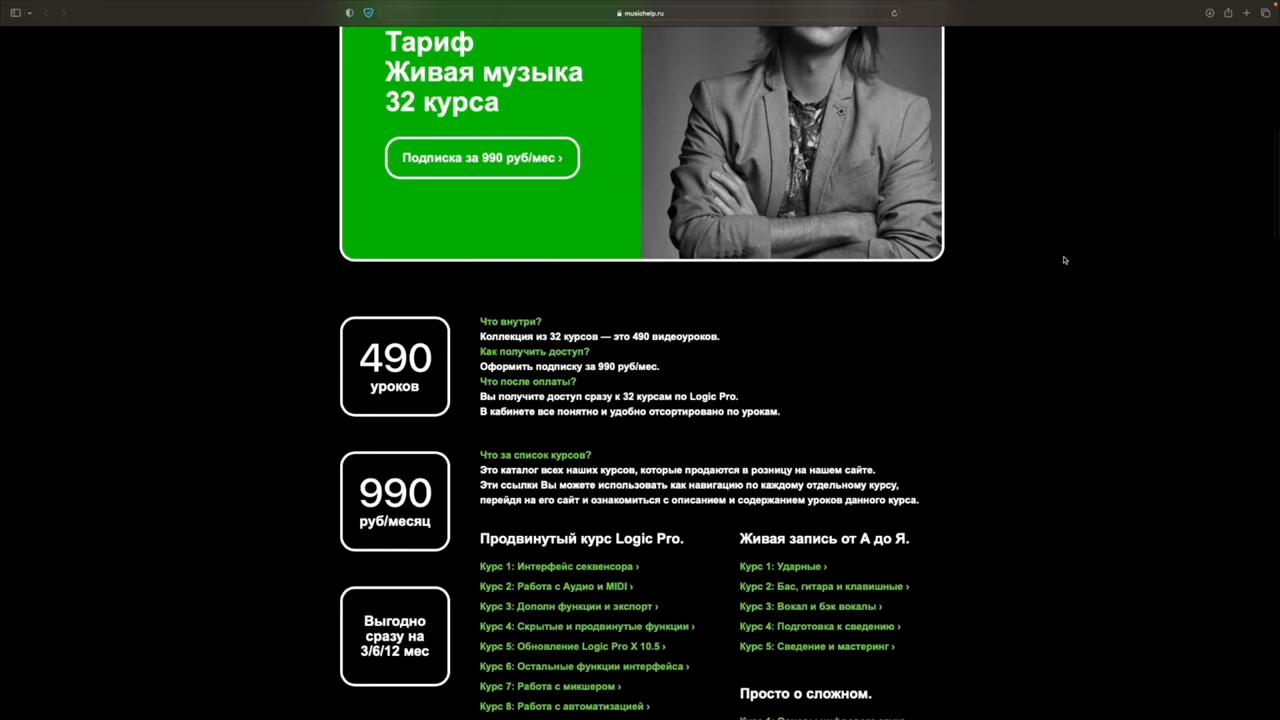 musichelp.ru
Тариф
Живая музыка
32 курса
Подписка за 990 руб/мес ›
490
уроков
Что внутри?
Коллекция из 32 курсов — это 490 видеоуроков.
Как получить доступ?
Оформить подписку за 990 руб/мес.
Что после оплаты?
Вы получите доступ сразу к 32 курсам по Logic Pro.
В кабинете все понятно и удобно отсортировано по урокам.
990
руб/месяц
Что за список курсов?
Это каталог всех наших курсов, которые продаются в розницу на нашем сайте.
Эти ссылки Вы можете использовать как навигацию по каждому отдельному курсу,
перейдя на его сайт и ознакомиться с описанием и содержанием уроков данного курса.
Выгодно
сразу на
3/6/12 мес
Продвинутый курс Logic Pro.
Курс 1: Интерфейс секвенсора ›
Курс 2: Работа с Аудио и MIDI ›
Курс 3: Дополн функции и экспорт ›
Курс 4: Скрытые и продвинутые функции ›
Курс 5: Обновление Logic Pro X 10.5 ›
Курс 6: Остальные функции интерфейса ›
Курс 7: Работа с микшером ›
Курс 8: Работа с автоматизацией ›
Живая запись от А до Я.
Курс 1: Ударные ›
Курс 2: Бас, гитара и клавишные ›
Курс 3: Вокал и бэк вокалы ›
Курс 4: Подготовка к сведению ›
Курс 5: Сведение и мастеринг ›
Просто о сложном.